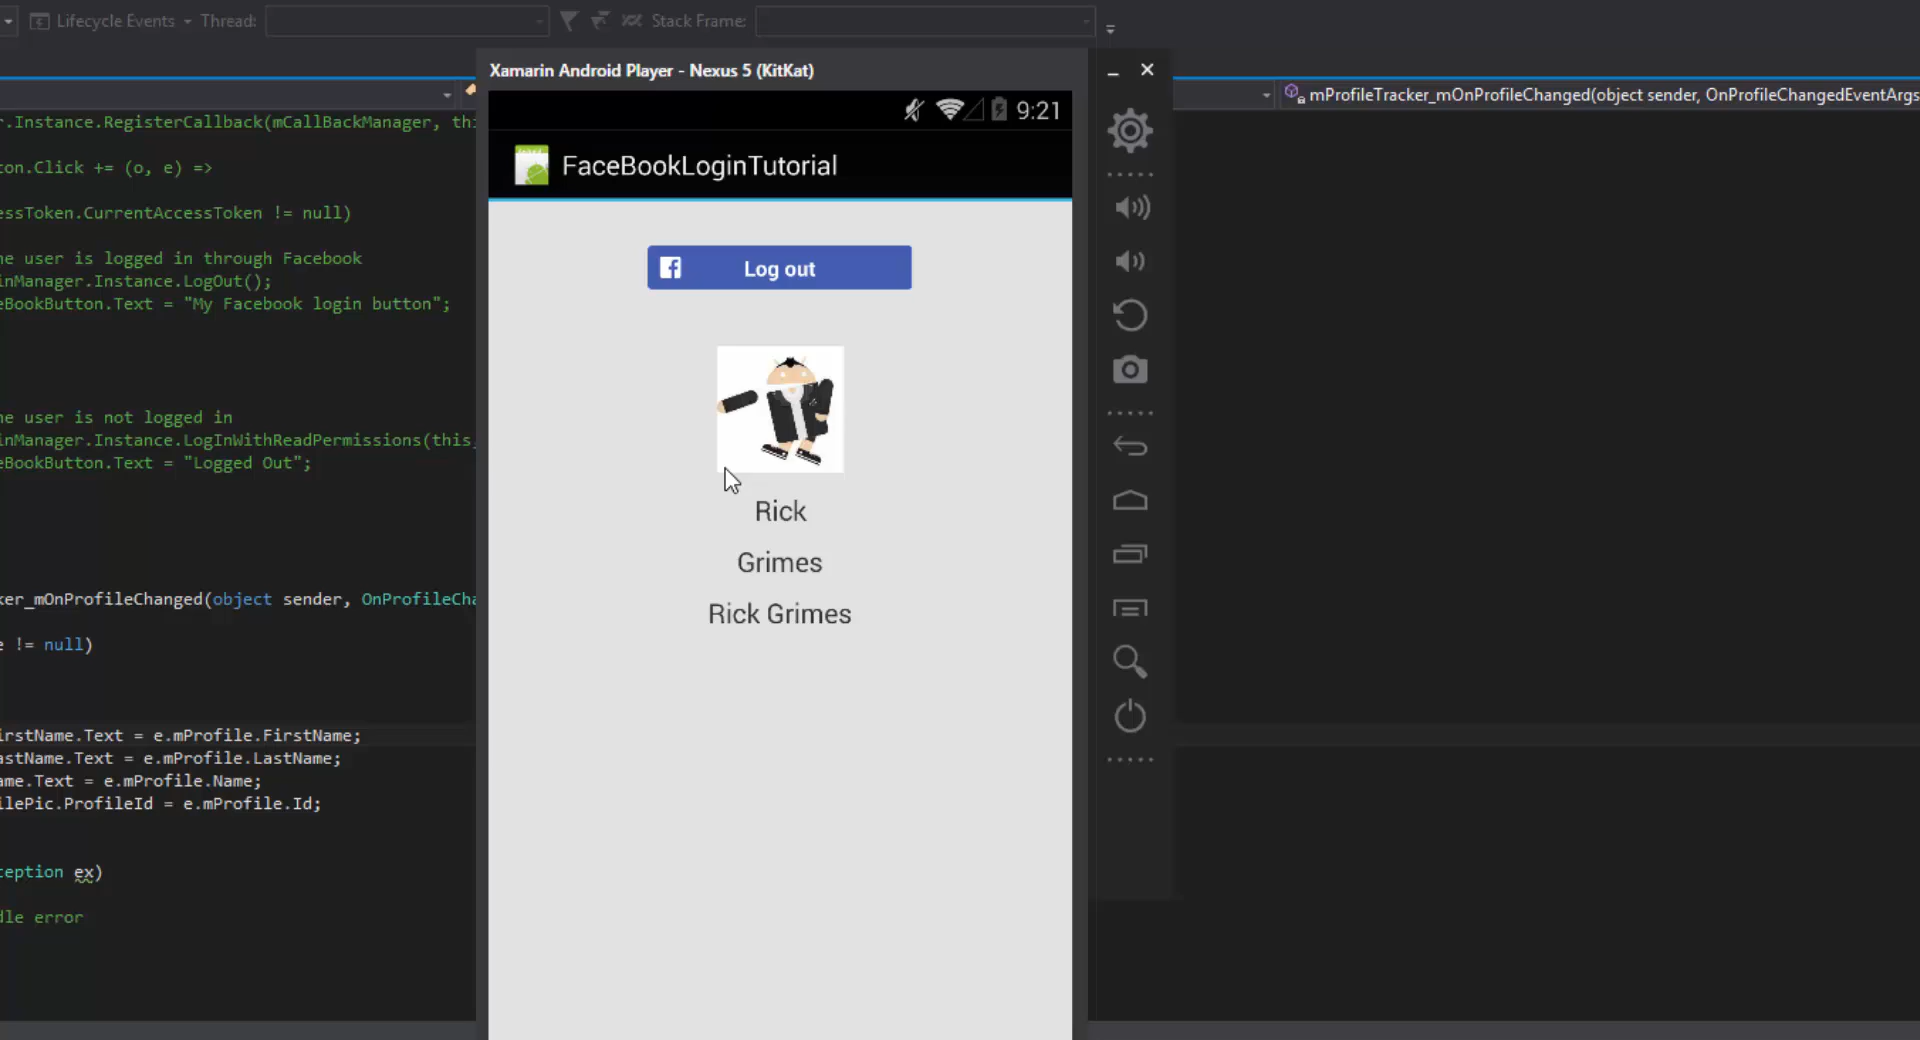 Lifecycle Events Thread: Stack Frame:
Xamarin Android Player - Nexus 5 (KitKat)
mProfileTracker_mOnProfileChanged(object sender, OnProfileChangedEventArgs
9:21
FaceBookLoginTutorial
Log out
Rick
Grimes
Rick Grimes
r.Instance.RegisterCallback(mCallBackManager, thi
ton.Click += (o, e) =>
essToken.CurrentAccessToken != null)
he user is logged in through Facebook
inManager.Instance.LogOut();
eBookButton.Text = "My Facebook login button";
he user is not logged in
inManager.Instance.LogInWithReadPermissions(this,
eBookButton.Text = "Logged Out";
ker_mOnProfileChanged(object sender, OnProfileCha
e != null)
irstName.Text = e.mProfile.FirstName;
astName.Text = e.mProfile.LastName;
ame.Text = e.mProfile.Name;
ilePic.ProfileId = e.mProfile.Id;
ception ex)
dle error